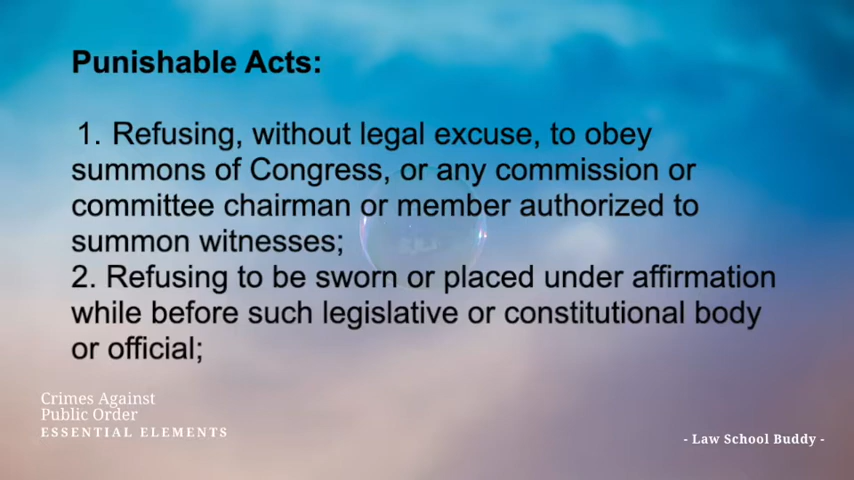 Punishable Acts:
1. Refusing, without legal excuse, to obey
summons of Congress, or any commission or
committee chairman or member authorized to
summon witnesses;
2. Refusing to be sworn or placed under affirmation
while before such legislative or constitutional body
or official;
Crimes Against
Public Order
ESSENTIAL ELEMENTS
- Law School Buddy -